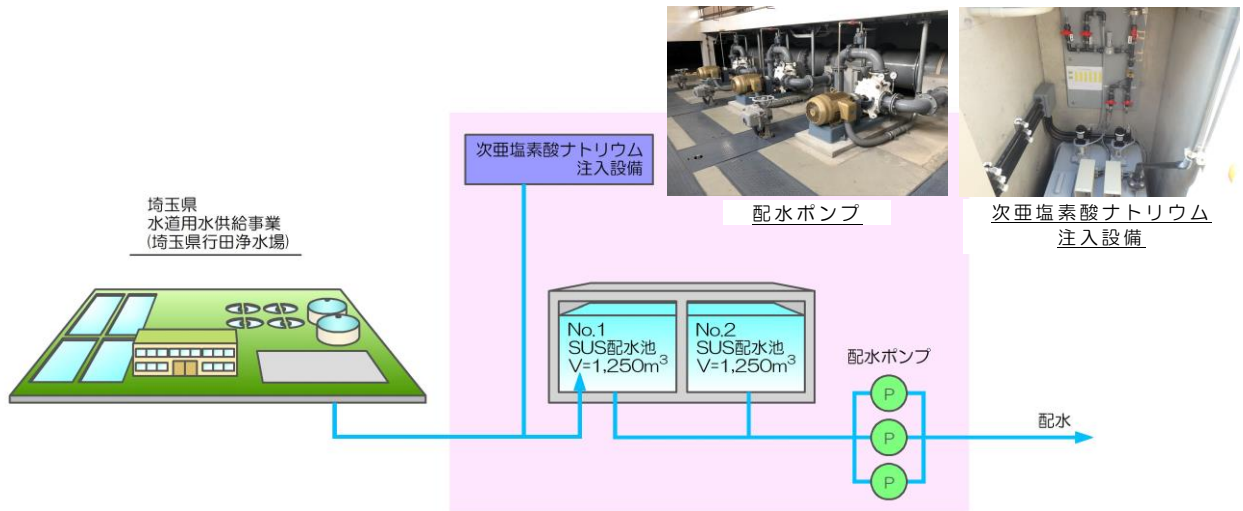 配水ポンプ
次亜塩素酸ナトリウム
注入設備
次亜塩素酸ナトリウム
注入設備
埼玉県
水道用水供給事業
(埼玉県行田浄水場)
No.1
SUS配水池
V=1,250m³
No.2
SUS配水池
V=1,250m³
配水ポンプ
P
P
P
配水